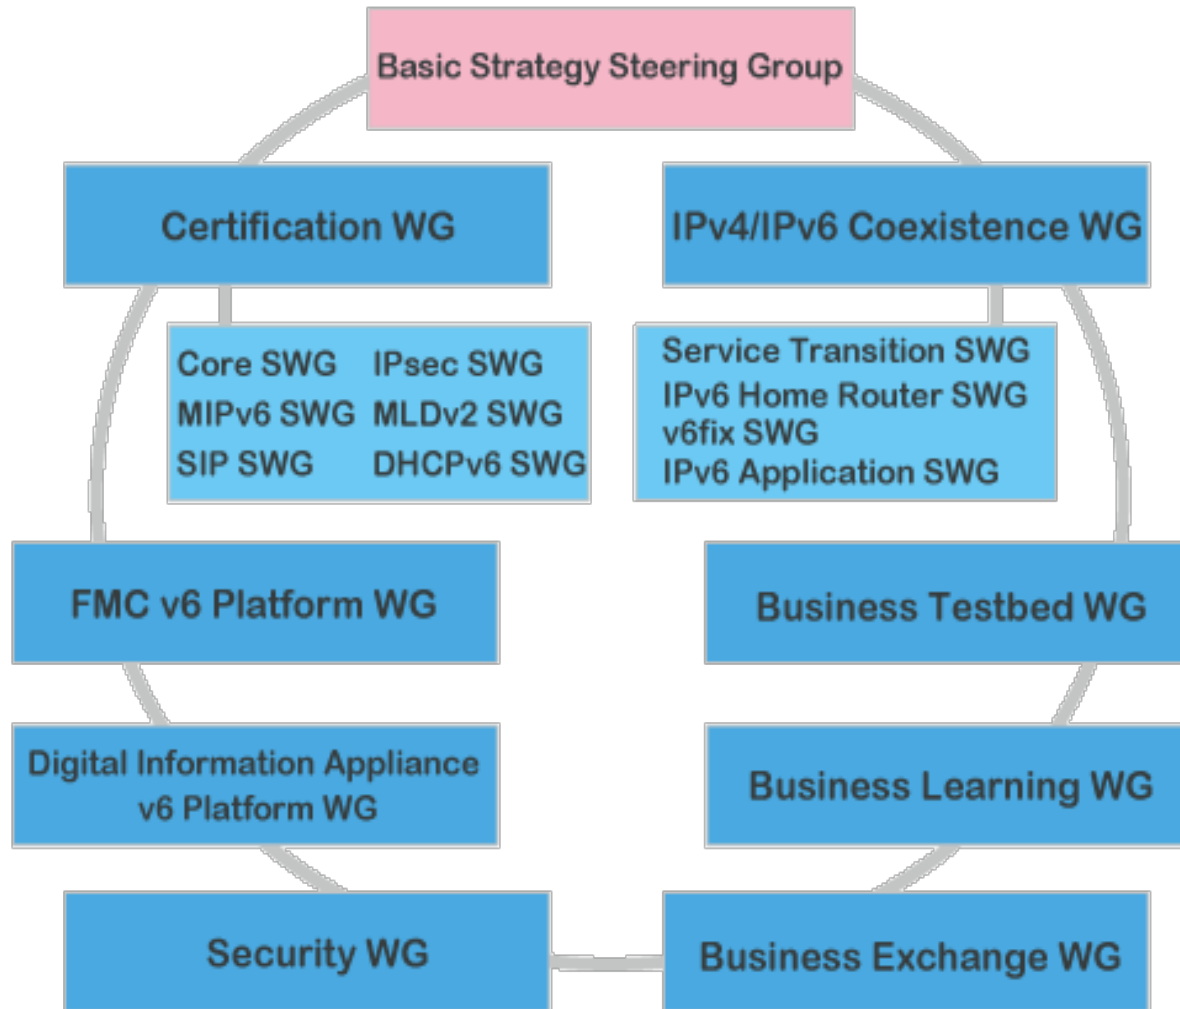 Basic Strategy Steering Group
Certification WG
IPv4/IPv6 Coexistence WG
Core SWG IPsec SWG
MIPv6 SWG MLDv2 SWG
SIP SWG DHCPv6 SWG
Service Transition SWG
IPv6 Home Router SWG
v6fix SWG
IPv6 Application SWG
FMC v6 Platform WG
Business Testbed WG
Digital Information Appliance
v6 Platform WG
Business Learning WG
Security WG
Business Exchange WG